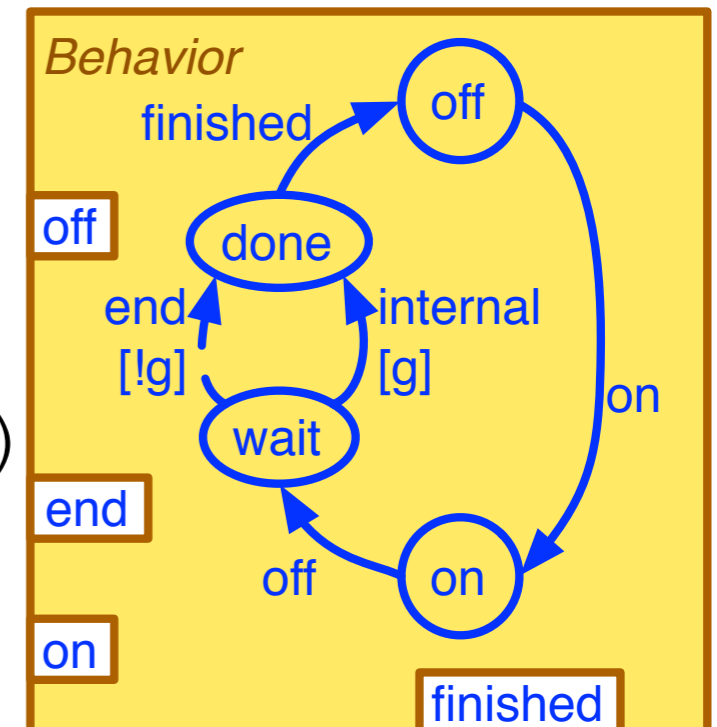 Behavior
off
finished
off
done
end
[!g]
internal
[g]
on
)
wait
end
off
on
on
finished